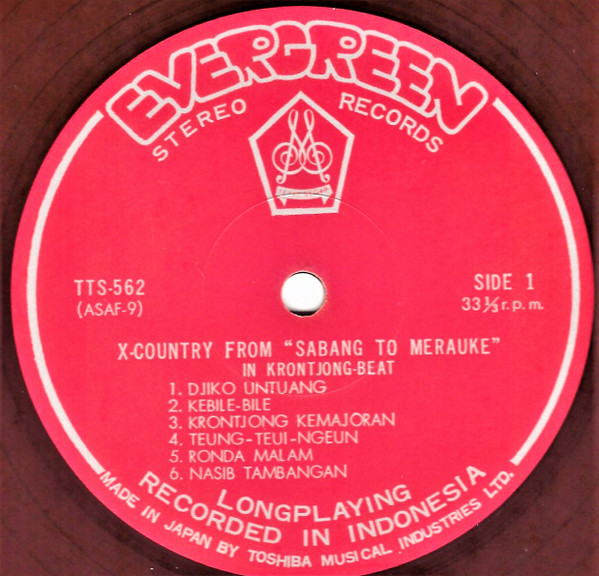 EVERGREEN
STEREO RECORDS
TTS-562
(ASAF-9)
SIDE 1
33⅓ r.p.m.
X-COUNTRY FROM “SABANG TO MERAUKE”
IN KRONTJONG-BEAT
1. DJIKO UNTUANG
2. KEBILE-BILE
3. KRONTJONG KEMAJORAN
4. TEUNG-TEUI-NGEUN
5. RONDA MALAM
6. NASIB TAMBANGAN
LONGPLAYING
RECORDED IN INDONESIA
MADE IN JAPAN BY TOSHIBA MUSICAL INDUSTRIES LTD.